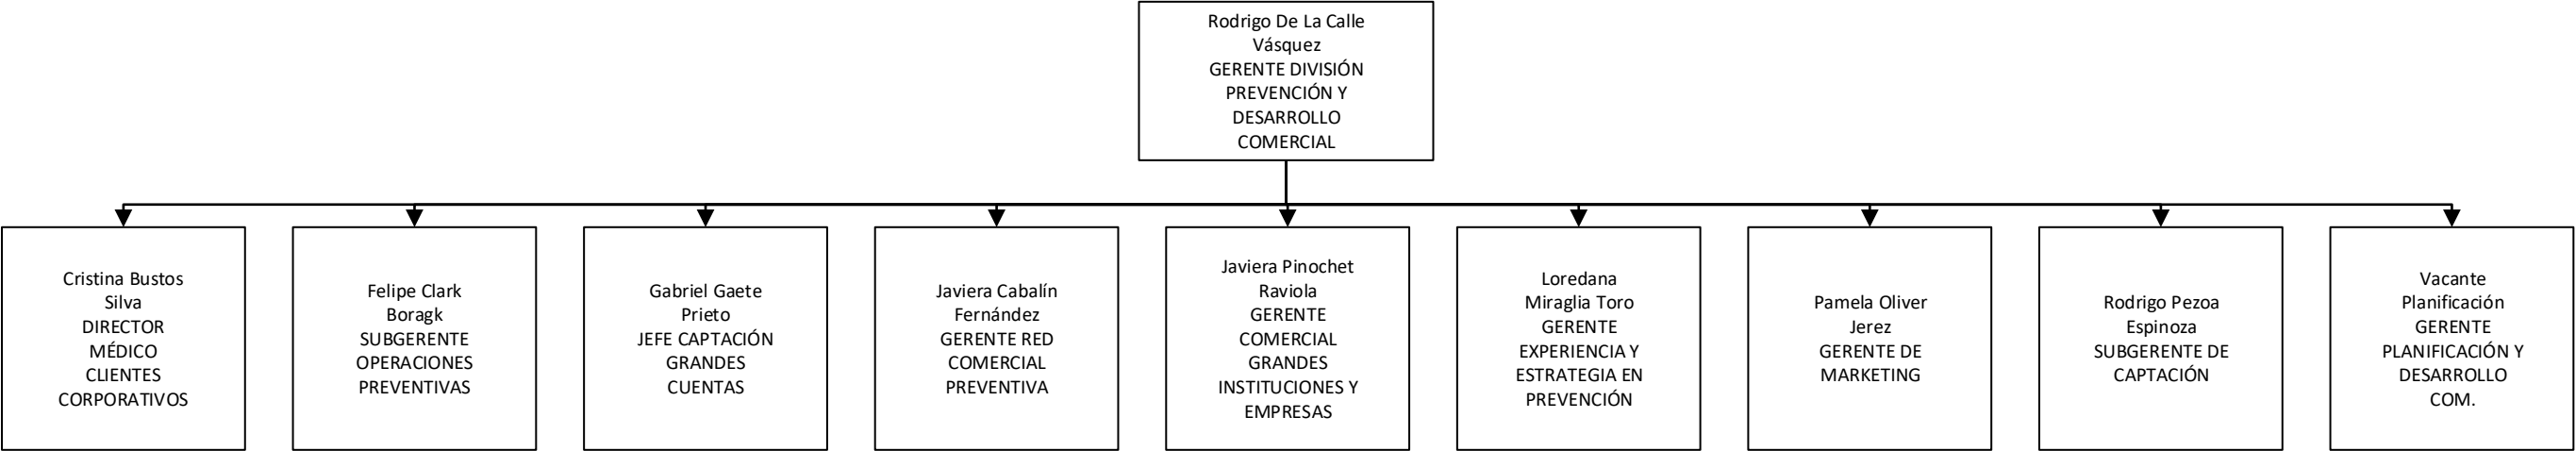 Rodrigo De La Calle
Vásquez
GERENTE DIVISIÓN
PREVENCIÓN Y
DESARROLLO
COMERCIAL
Cristina Bustos
Silva
DIRECTOR
MÉDICO
CLIENTES
CORPORATIVOS
Felipe Clark
Boragk
SUBGERENTE
OPERACIONES
PREVENTIVAS
Gabriel Gaete
Prieto
JEFE CAPTACIÓN
GRANDES
CUENTAS
Javiera Cabalín
Fernández
GERENTE RED
COMERCIAL
PREVENTIVA
Javiera Pinochet
Raviola
GERENTE
COMERCIAL
GRANDES
INSTITUCIONES Y
EMPRESAS
Loredana
Miraglia Toro
GERENTE
EXPERIENCIA Y
ESTRATEGIA EN
PREVENCIÓN
Pamela Oliver
Jerez
GERENTE DE
MARKETING
Rodrigo Pezoa
Espinoza
SUBGERENTE DE
CAPTACIÓN
Vacante
Planificación
GERENTE
PLANIFICACIÓN Y
DESARROLLO
COM.